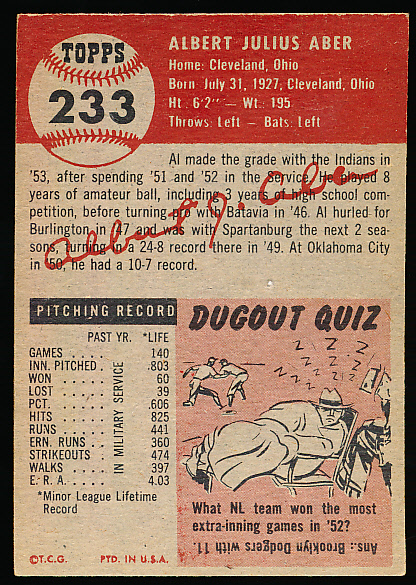 TOPPS
233
ALBERT JULIUS ABER
Home: Cleveland, Ohio
Born July 31, 1927, Cleveland, Ohio
Ht. 6'2" — Wt.: 195
Throws: Left – Bats: Left
Al made the grade with the Indians in
'53, after spending '51 and '52 in the Service. He played 8
years of amateur ball, including 3 years of high school com-
petition, before turning pro with Batavia in '46. Al hurled for
Burlington in '47 and was with Spartanburg the next 2 sea-
sons, turning in a 24-8 record there in '49. At Oklahoma City
in '50, he had a 10-7 record.
Albert J. Aber
PITCHING RECORD
PAST YR. *LIFE
GAMES . . . . 140
INN. PITCHED . 803
WON . . . . 60
LOST . . . . 39
PCT. . . . . .606
HITS . . . . 825
RUNS . . . . 441
ERN. RUNS . . 360
STRIKEOUTS . 474
WALKS . . . . 397
E. R. A. . . . . 4.03
IN MILITARY SERVICE
*Minor League Lifetime
Record
©T.C.G. PTD. IN U.S.A.
DUGOUT QUIZ
Z Z Z Z Z Z
What NL team won the most
extra-inning games in '52?
Ans.: Brooklyn Dodgers with 11.